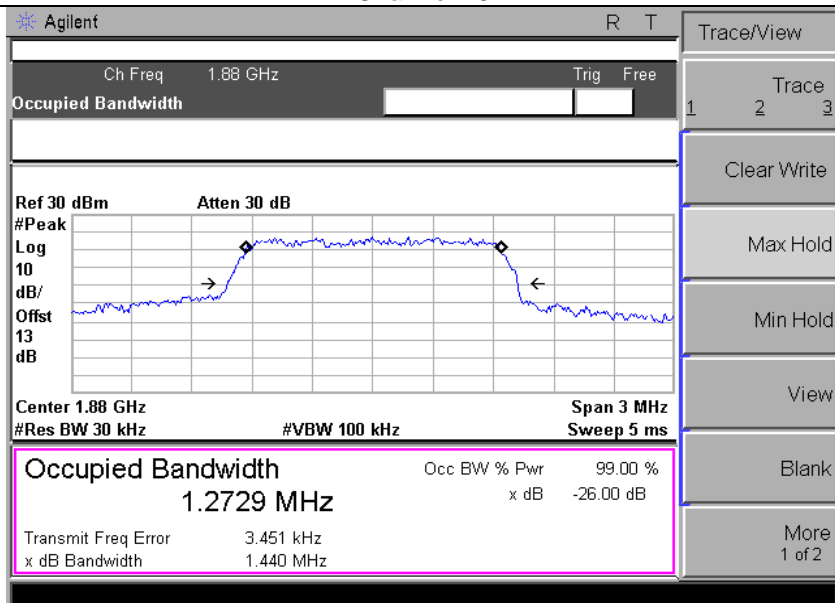 Agilent R T
Ch Freq 1.88 GHz Trig Free
Occupied Bandwidth
Ref 30 dBm Atten 30 dB
#Peak
Log
10
dB/
Offst
13
dB
Center 1.88 GHz Span 3 MHz
#Res BW 30 kHz #VBW 100 kHz Sweep 5 ms
Occupied Bandwidth Occ BW % Pwr 99.00 %
1.2729 MHz x dB -26.00 dB
Transmit Freq Error 3.451 kHz
x dB Bandwidth 1.440 MHz
Trace/View
Trace
1 2 3
Clear Write
Max Hold
Min Hold
View
Blank
More
1 of 2